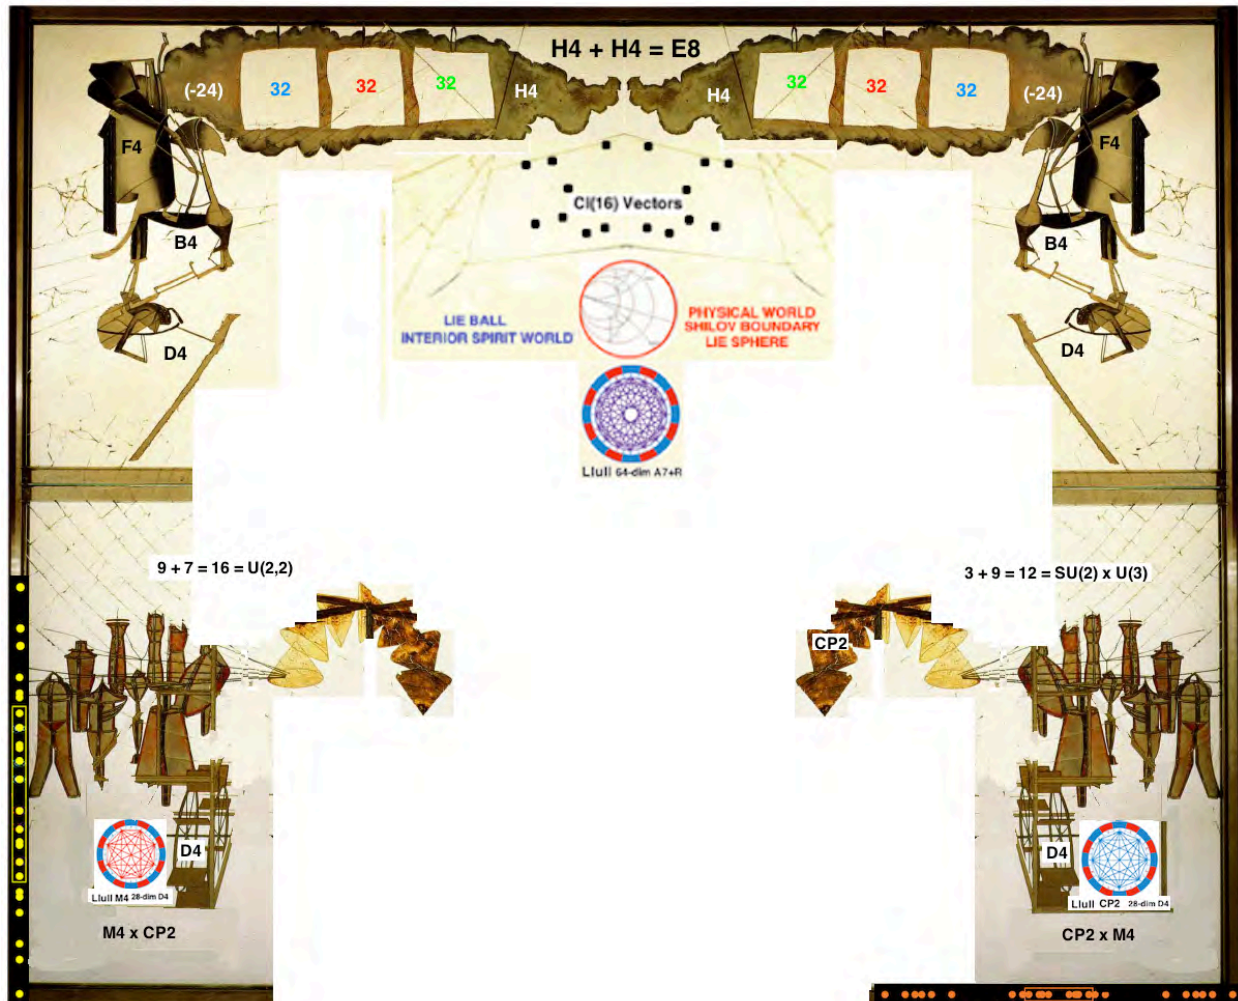 H4 + H4 = E8
(-24) 32 32 32 H4
H4 32 32 32 (-24)
F4
F4
Cl(16) Vectors
B4
B4
LIE BALL
INTERIOR SPIRIT WORLD
PHYSICAL WORLD
SHILOV BOUNDARY
LIE SPHERE
D4
D4
Llull 64-dim A7+R
9 + 7 = 16 = U(2,2)
3 + 9 = 12 = SU(2) x U(3)
CP2
D4
D4
Llull M4 28-dim D4
Llull CP2 28-dim D4
M4 x CP2
CP2 x M4